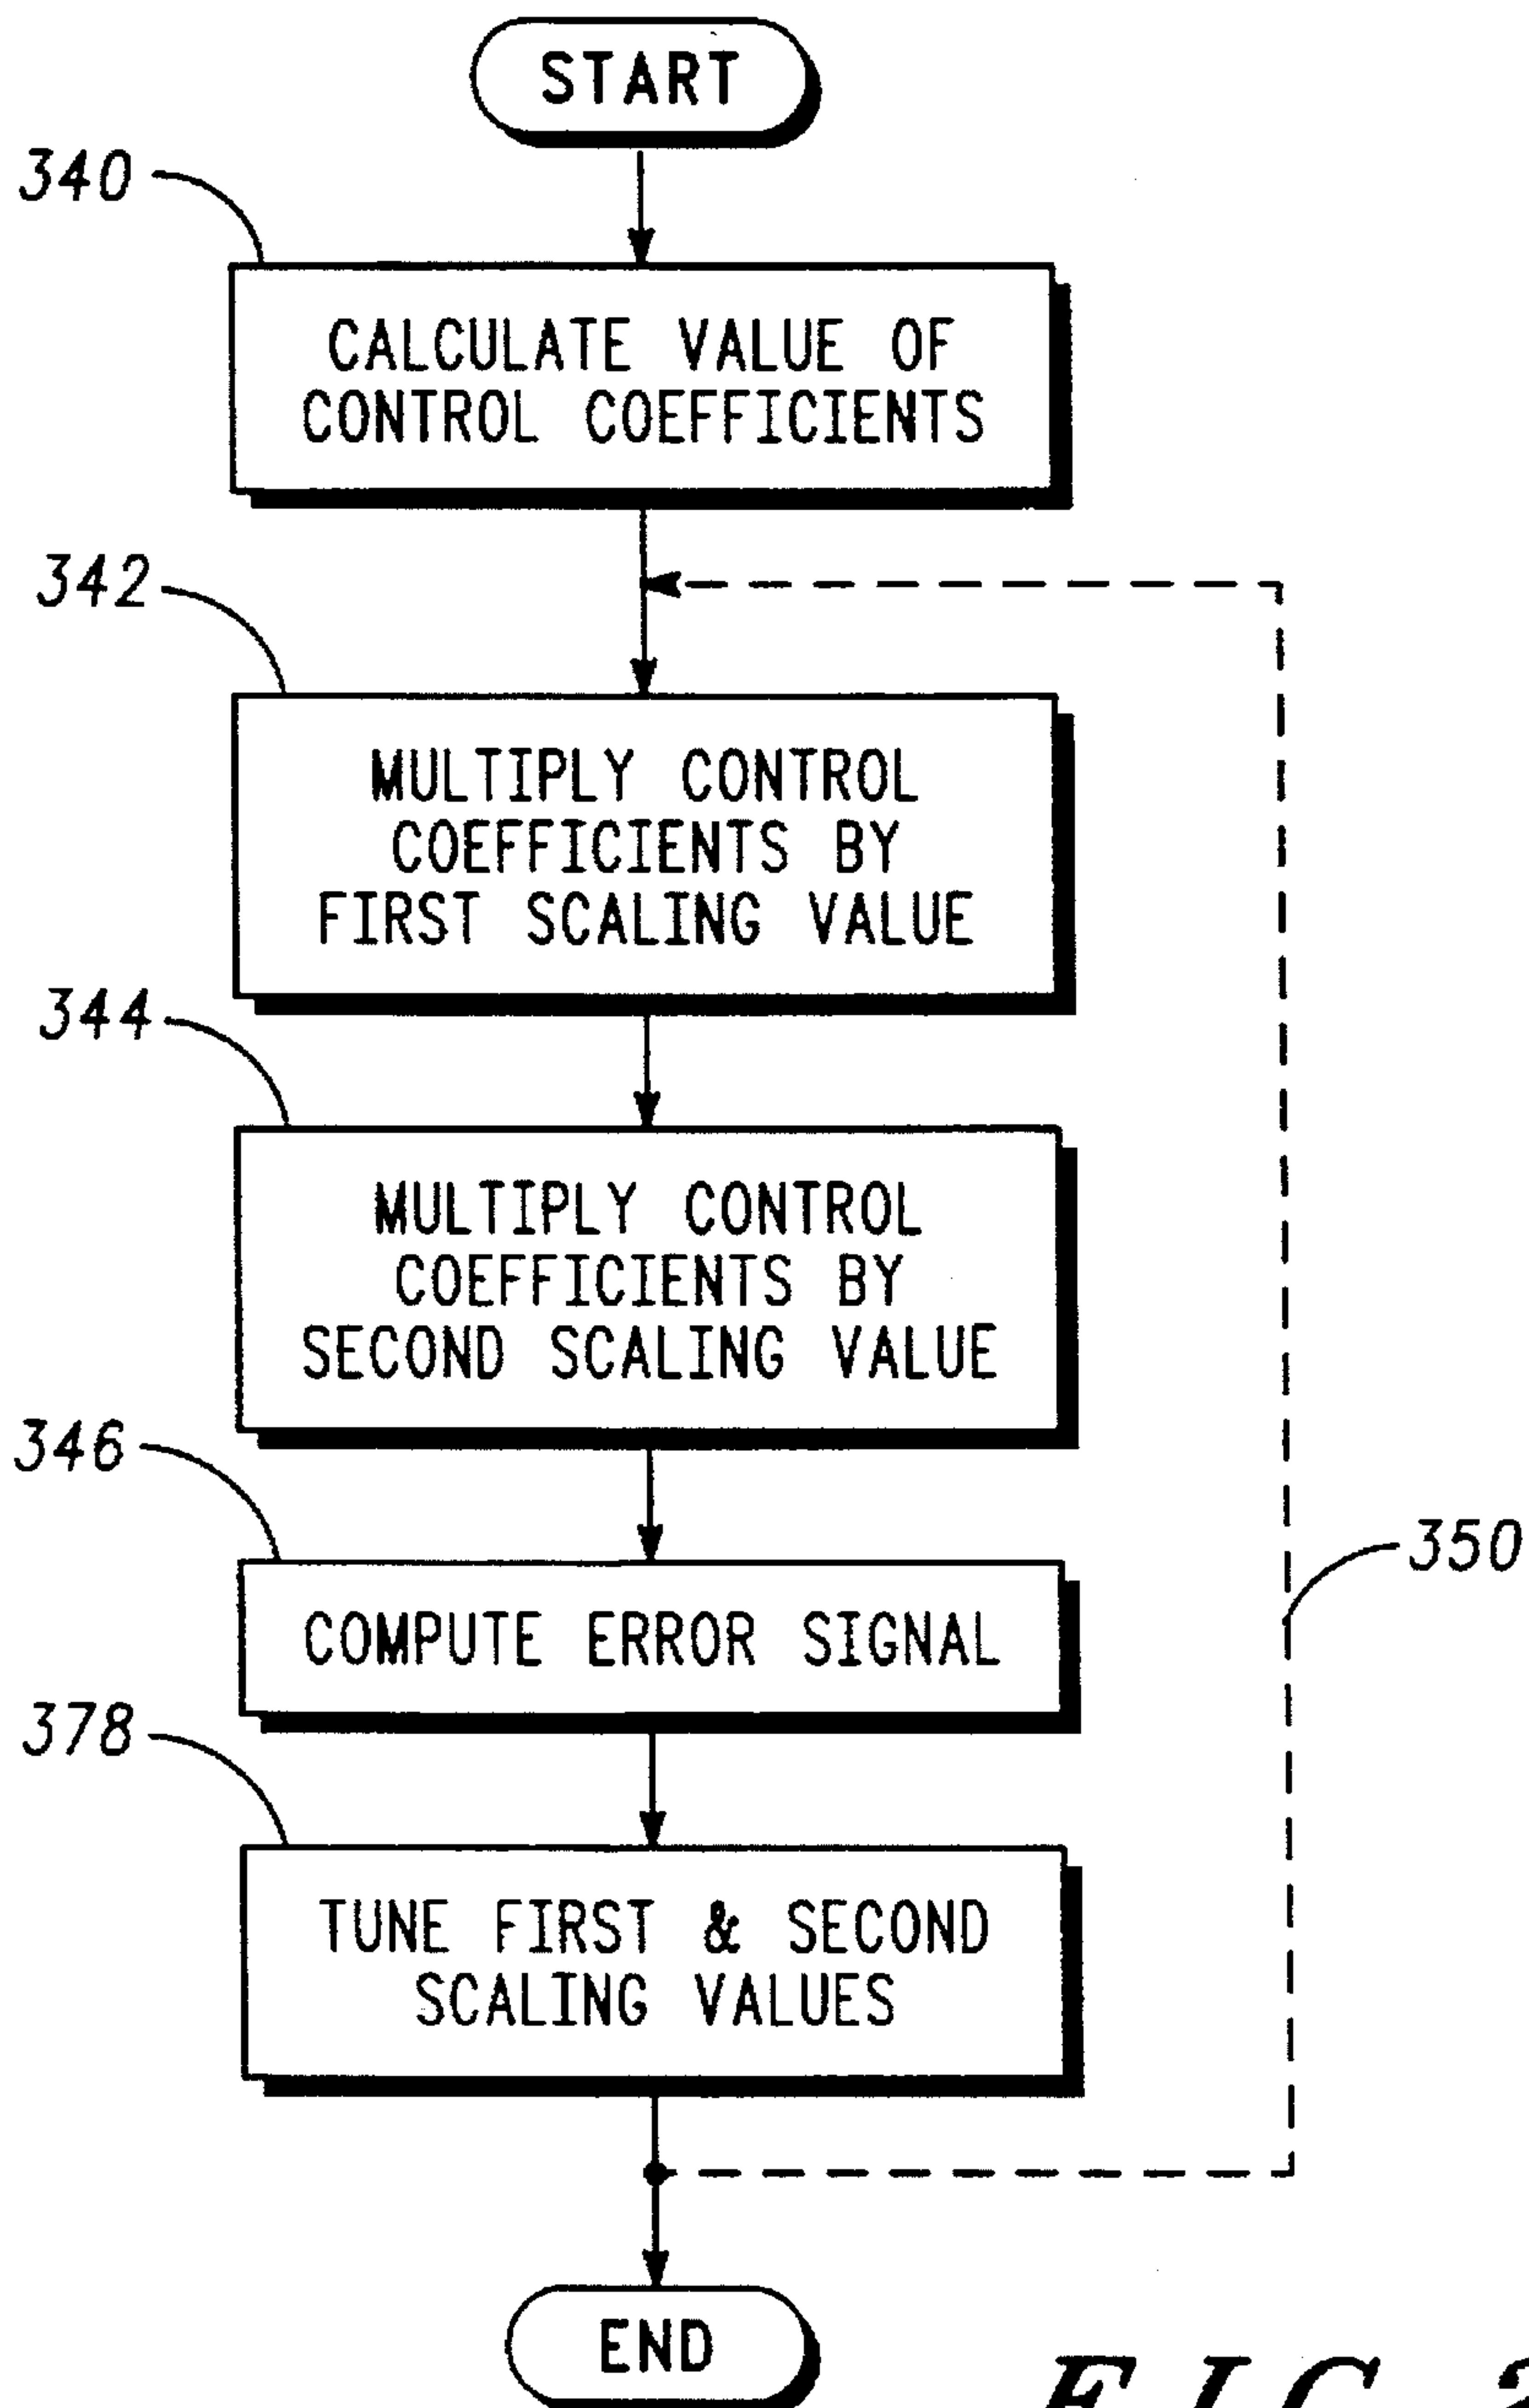 START
340
CALCULATE VALUE OF
CONTROL COEFFICIENTS
342
MULTIPLY CONTROL
COEFFICIENTS BY
FIRST SCALING VALUE
344
MULTIPLY CONTROL
COEFFICIENTS BY
SECOND SCALING VALUE
346
COMPUTE ERROR SIGNAL
350
378
TUNE FIRST & SECOND
SCALING VALUES
END